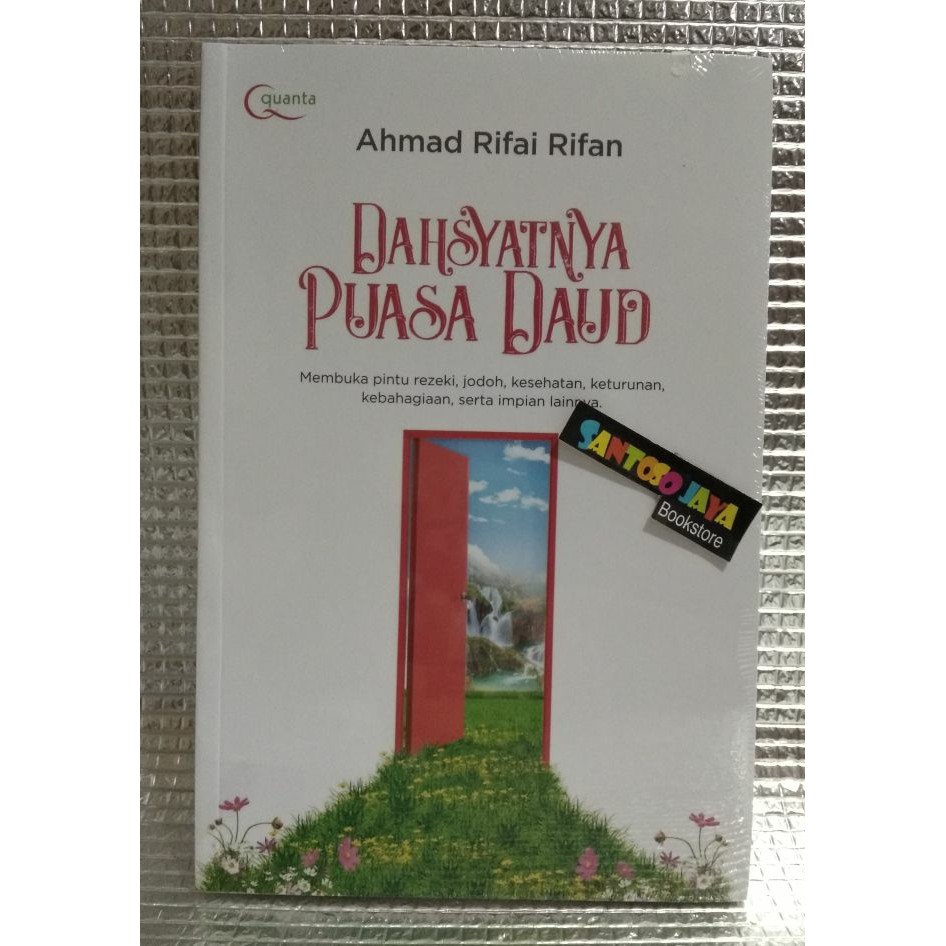 quanta
Ahmad Rifai Rifan
DAHSYATNYA
PUASA DAUD
Membuka pintu rezeki, jodoh, kesehatan, keturunan,
kebahagiaan, serta impian lainnya.
SANTOSO JAYA
Bookstore